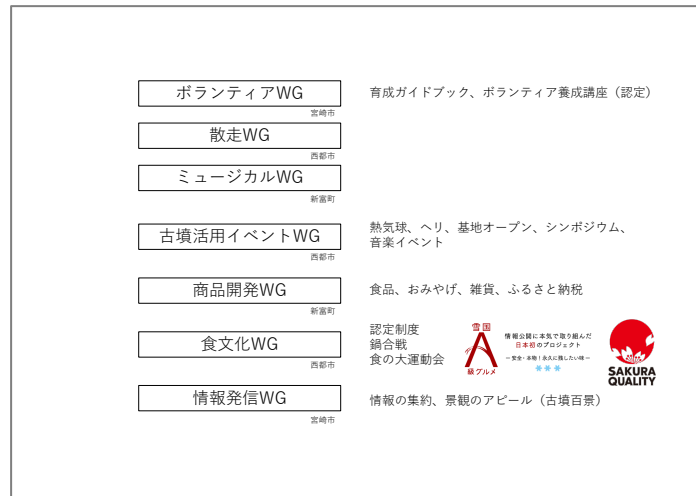 ボランティアWG
育成ガイドブック、ボランティア養成講座（認定）
宮崎市
散走WG
西都市
ミュージカルWG
新富町
古墳活用イベントWG
熱気球、ヘリ、基地オープン、シンポジウム、
音楽イベント
西都市
商品開発WG
食品、おみやげ、雑貨、ふるさと納税
新富町
食文化WG
認定制度
鍋合戦
食の大運動会
西都市
雪国
A
級グルメ
情報公開に本気で取り組んだ
日本初のプロジェクト
ー安全・本物！永久に残したい味ー
SAKURA
QUALITY
情報発信WG
情報の集約、景観のアピール（古墳百景）
宮崎市